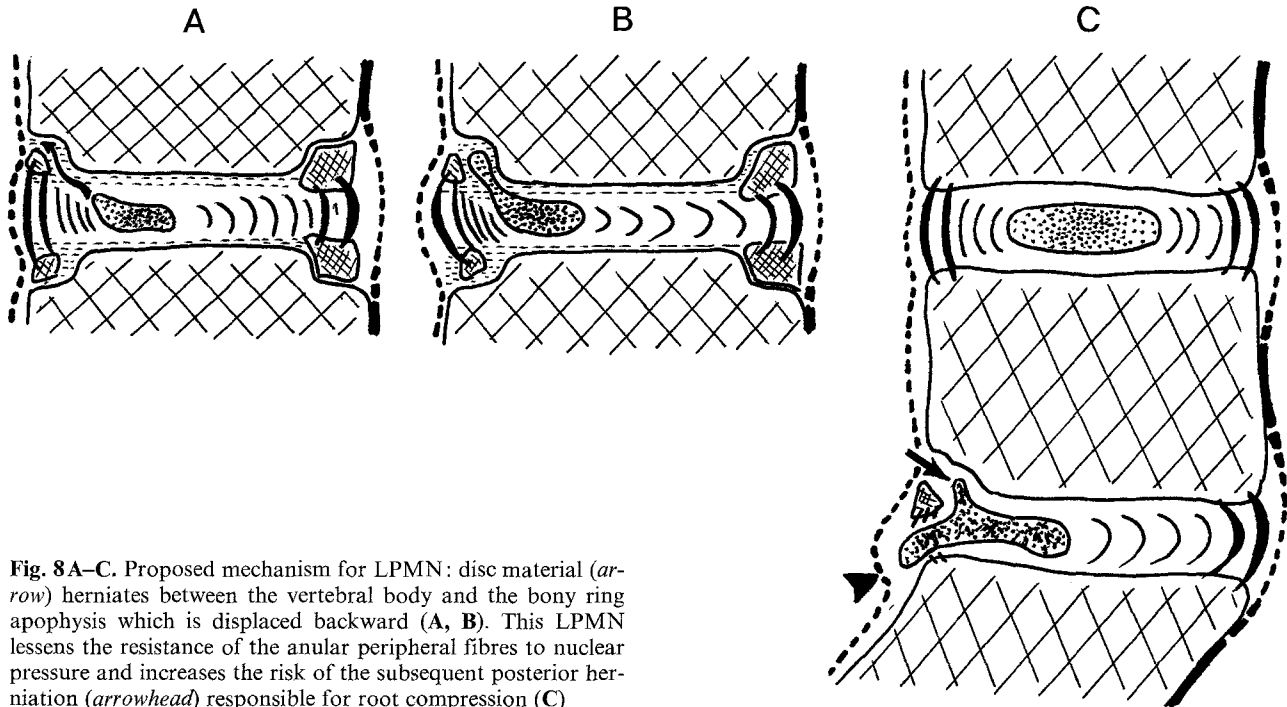 A B C
Fig. 8 A–C. Proposed mechanism for LPMN: disc material (ar-
row) herniates between the vertebral body and the bony ring
apophysis which is displaced backward (A, B). This LPMN
lessens the resistance of the anular peripheral fibres to nuclear
pressure and increases the risk of the subsequent posterior her-
niation (arrowhead) responsible for root compression (C)